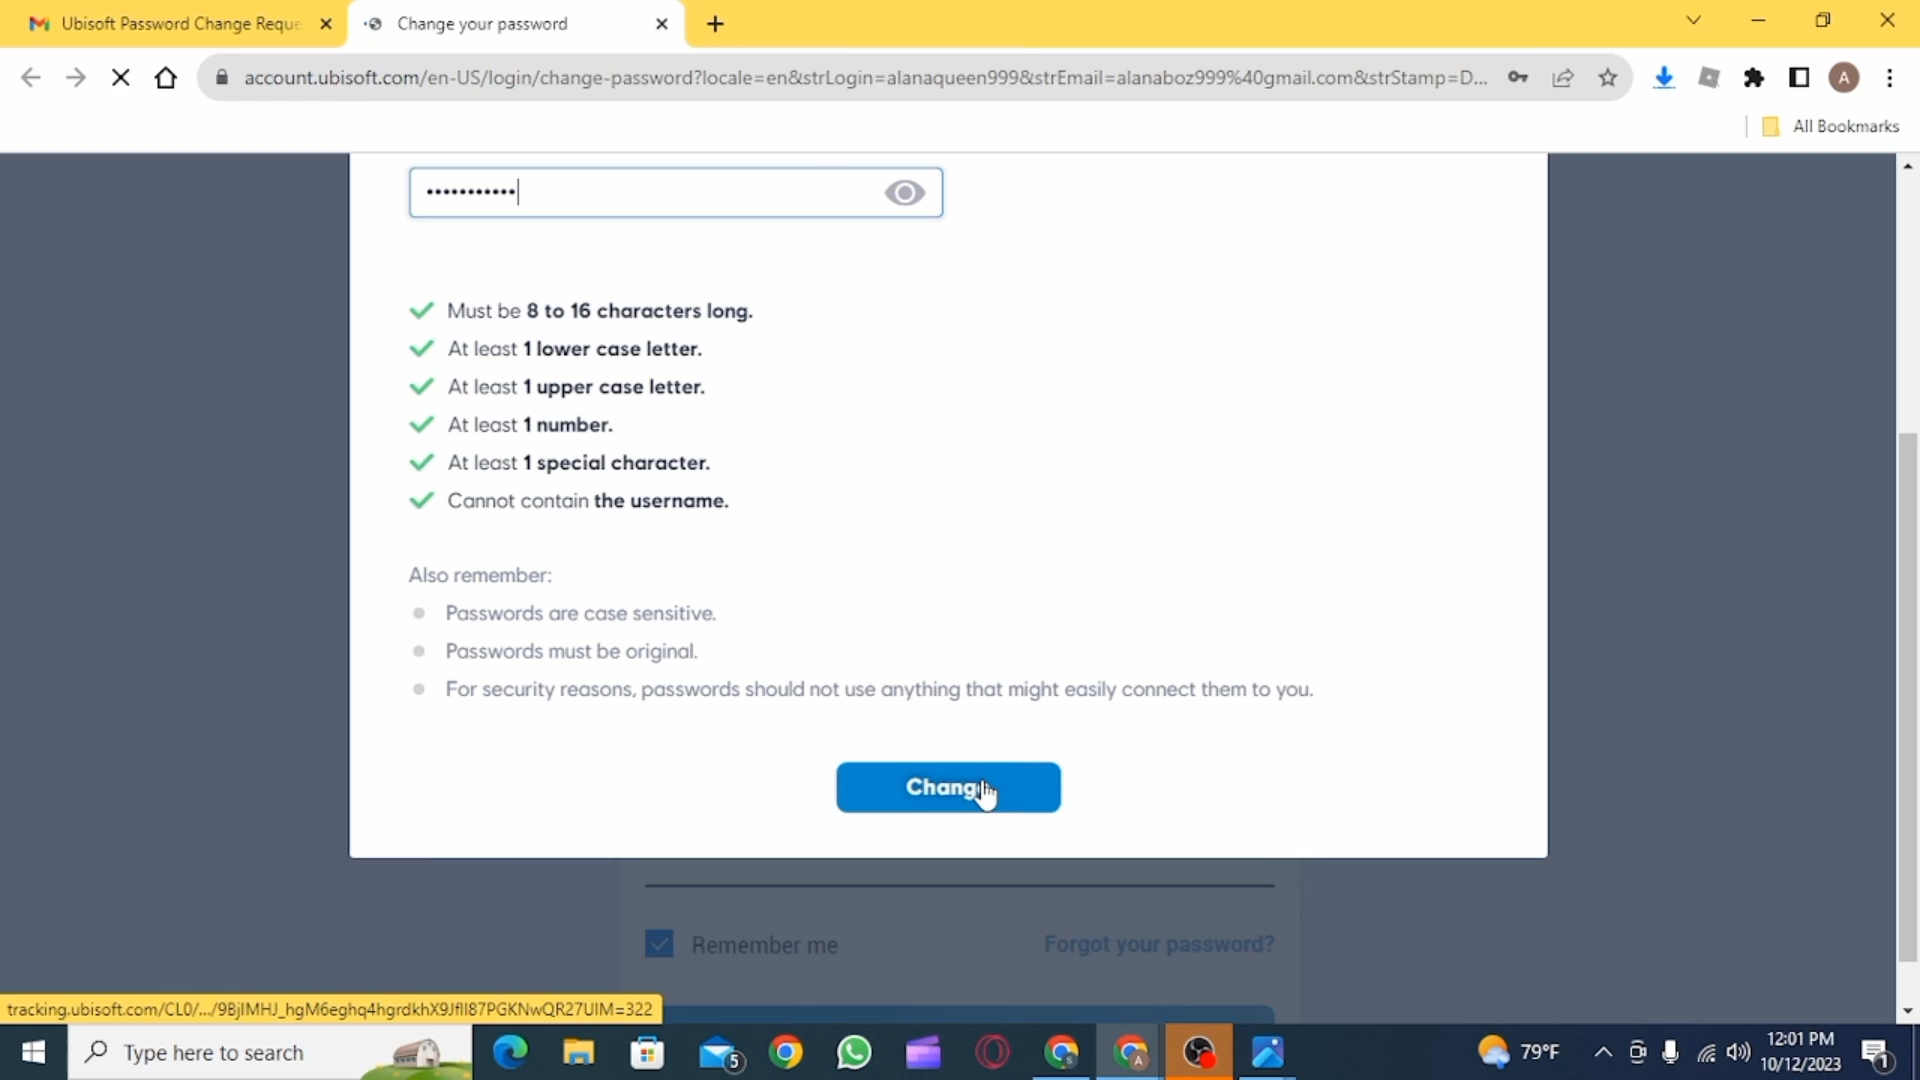 Ubisoft Password Change Reque
Change your password
account.ubisoft.com/en-US/login/change-password?locale=en&strLogin=alanaqueen999&strEmail=alanaboz999%40gmail.com&strStamp=D...
A
All Bookmarks
•••••••••••
Must be 8 to 16 characters long.
At least 1 lower case letter.
At least 1 upper case letter.
At least 1 number.
At least 1 special character.
Cannot contain the username.
Also remember:
Passwords are case sensitive.
Passwords must be original.
For security reasons, passwords should not use anything that might easily connect them to you.
Change
Remember me
Forgot your password?
tracking.ubisoft.com/CL0/.../9BjIMHJ_hgM6eghq4hgrdkhX9JflI87PGKNwQR27UIM=322
Type here to search
5
S
A
79°F
12:01 PM
10/12/2023
1